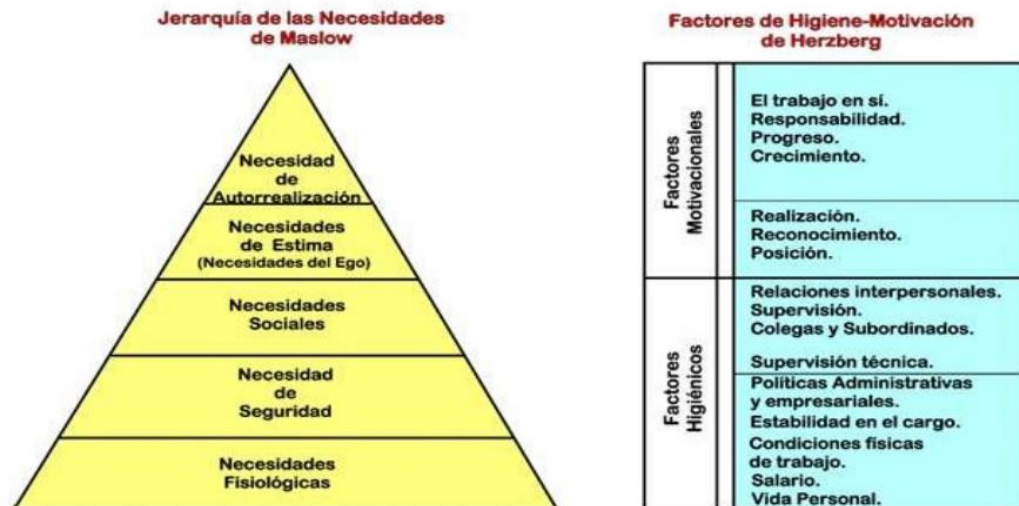 Jerarquía de las Necesidades
de Maslow
Necesidad
de
Autorrealización
Necesidades
de Estima
(Necesidades del Ego)
Necesidades
Sociales
Necesidad
de
Seguridad
Necesidades
Fisiológicas
Factores de Higiene-Motivación
de Herzberg
Factores
Motivacionales
El trabajo en sí.
Responsabilidad.
Progreso.
Crecimiento.
Realización.
Reconocimiento.
Posición.
Factores
Higiénicos
Relaciones interpersonales.
Supervisión.
Colegas y Subordinados.
Supervisión técnica.
Políticas Administrativas
y empresariales.
Estabilidad en el cargo.
Condiciones físicas
de trabajo.
Salario.
Vida Personal.